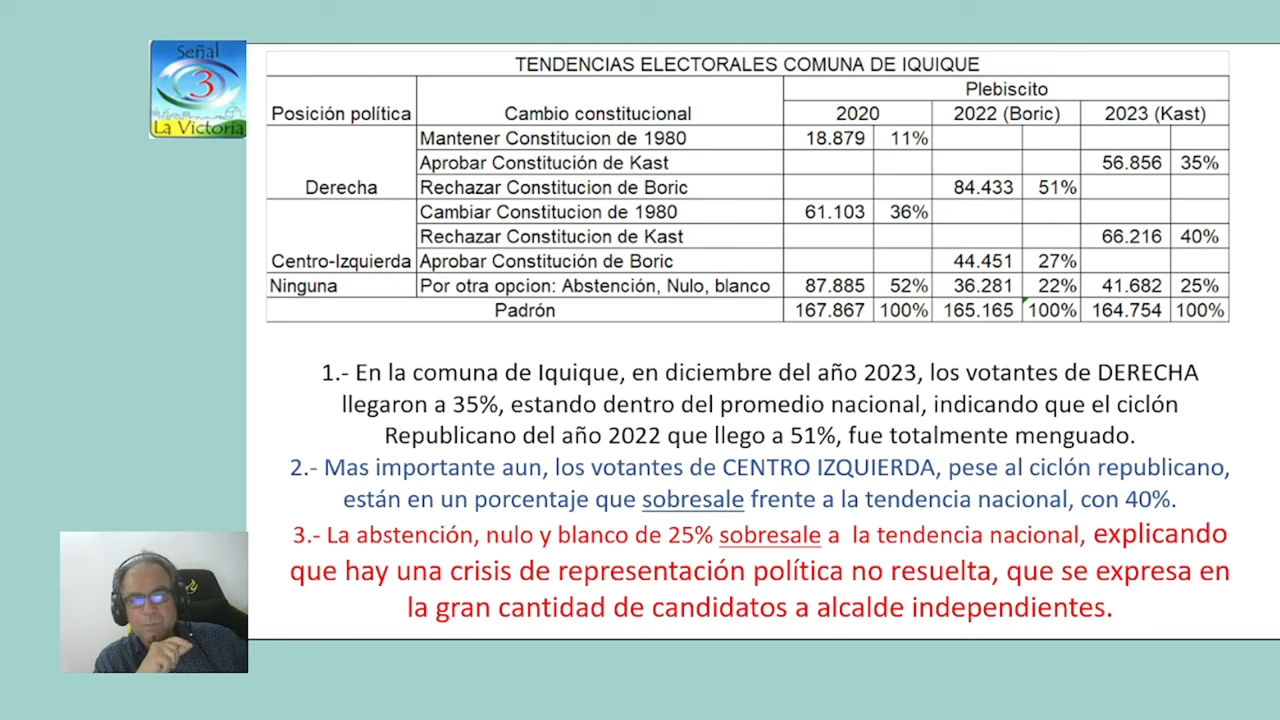 Señal
3
La Victoria
TENDENCIAS ELECTORALES COMUNA DE IQUIQUE
Plebiscito
Posición política Cambio constitucional 2020 2022 (Boric) 2023 (Kast)
Mantener Constitucion de 1980 18.879 11%
Aprobar Constitución de Kast 56.856 35%
Derecha Rechazar Constitucion de Boric 84.433 51%
Cambiar Constitucion de 1980 61.103 36%
Rechazar Constitucion de Kast 66.216 40%
Centro-Izquierda Aprobar Constitución de Boric 44.451 27%
Ninguna Por otra opcion: Abstención, Nulo, blanco 87.885 52% 36.281 22% 41.682 25%
Padrón 167.867 100% 165.165 100% 164.754 100%
1.- En la comuna de Iquique, en diciembre del año 2023, los votantes de DERECHA
llegaron a 35%, estando dentro del promedio nacional, indicando que el ciclón
Republicano del año 2022 que llego a 51%, fue totalmente menguado.
2.- Mas importante aun, los votantes de CENTRO IZQUIERDA, pese al ciclón republicano,
están en un porcentaje que sobresale frente a la tendencia nacional, con 40%.
3.- La abstención, nulo y blanco de 25% sobresale a la tendencia nacional, explicando
que hay una crisis de representación política no resuelta, que se expresa en
la gran cantidad de candidatos a alcalde independientes.